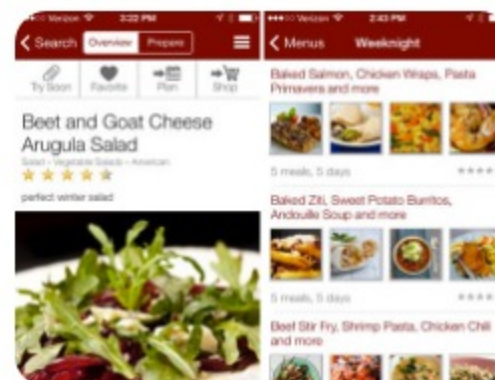 Verizon 3:22 PM
Search Overview Prepare
Try Soon Favorite Plan Shop
Beet and Goat Cheese
Arugula Salad
Salad - Vegetable Salads - American
perfect winter salad
Verizon 2:43 PM
Menus Weeknight
Baked Salmon, Chicken Wraps, Pasta
Primavera and more
5 meals, 5 days
Baked Ziti, Sweet Potato Burritos,
Andouille Soup and more
5 meals, 5 days
Beef Stir Fry, Shrimp Pasta, Chicken Chili
and more